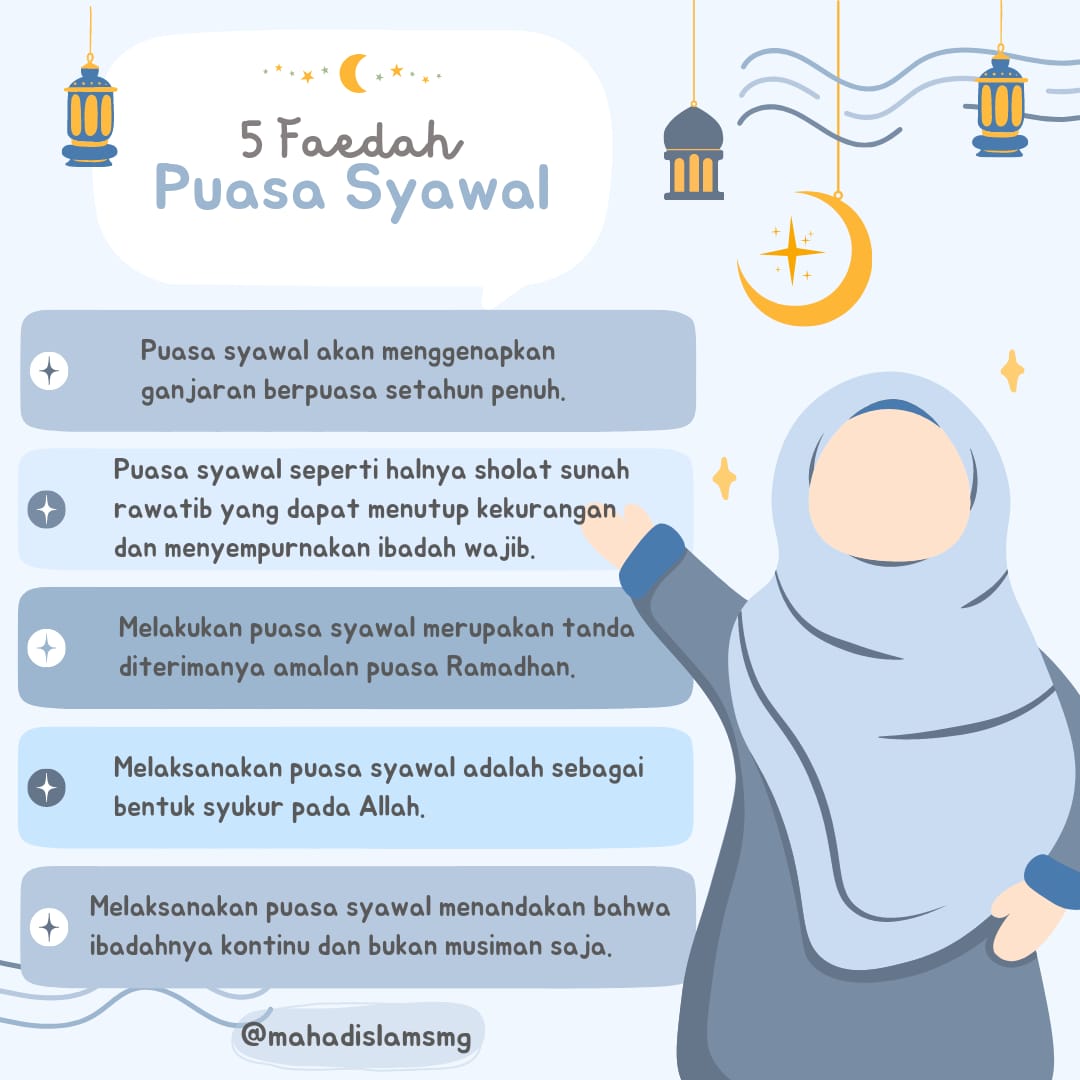 5 Faedah
Puasa Syawal
Puasa syawal akan menggenapkan
ganjaran berpuasa setahun penuh.
Puasa syawal seperti halnya sholat sunah
rawatib yang dapat menutup kekurangan
dan menyempurnakan ibadah wajib.
Melakukan puasa syawal merupakan tanda
diterimanya amalan puasa Ramadhan.
Melaksanakan puasa syawal adalah sebagai
bentuk syukur pada Allah.
Melaksanakan puasa syawal menandakan bahwa
ibadahnya kontinu dan bukan musiman saja.
@mahadislamsmg